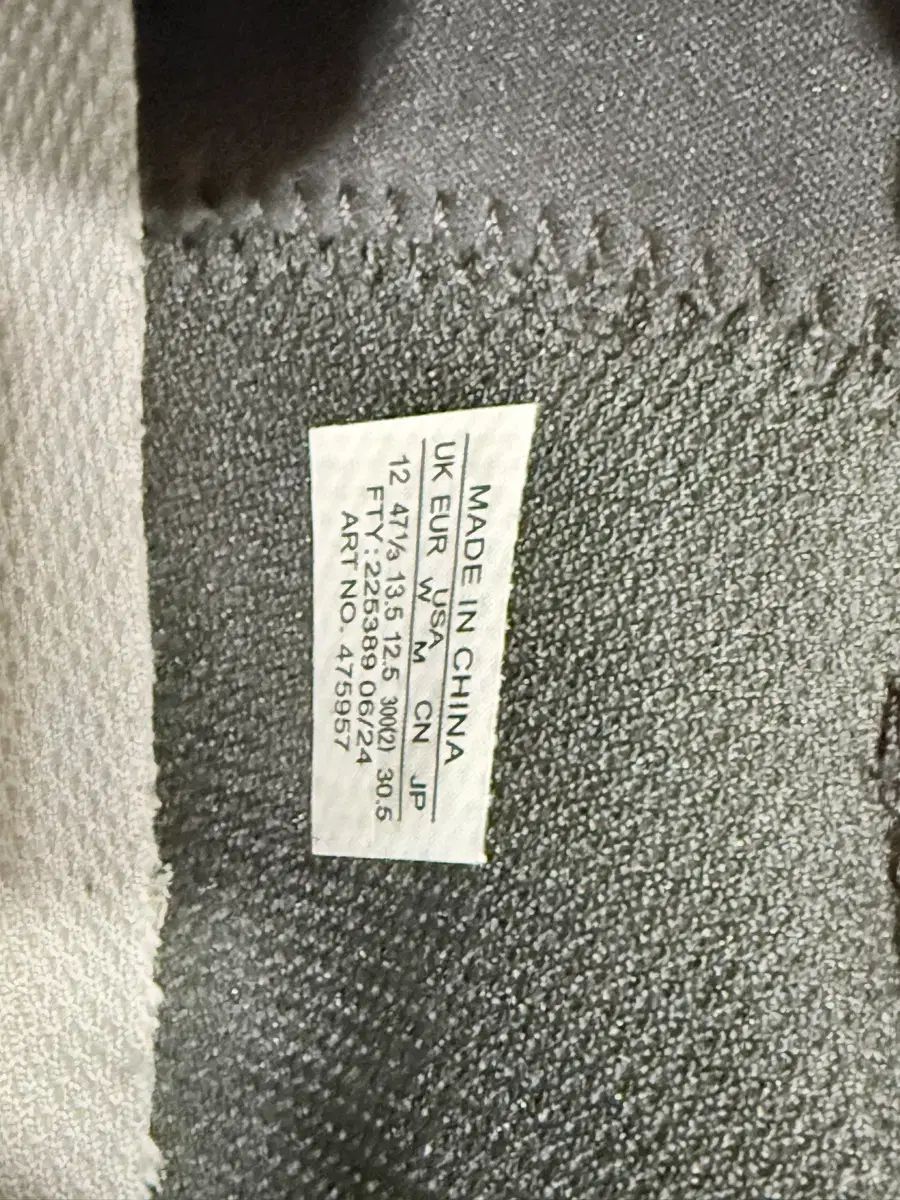 MADE IN CHINA
UK EUR USA CN JP
W M
12 47⅓ 13.5 12.5 300(2) 30.5
FTY:225389 06/24
ART NO. 475957